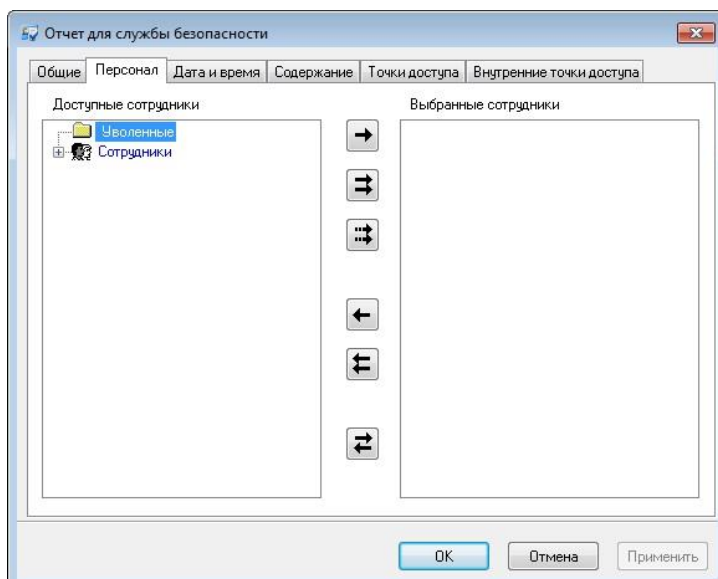 Отчет для службы безопасности
Общие Персонал Дата и время Содержание Точки доступа Внутренние точки доступа
Доступные сотрудники Выбранные сотрудники
Уволенные
Сотрудники
OK Отмена Применить